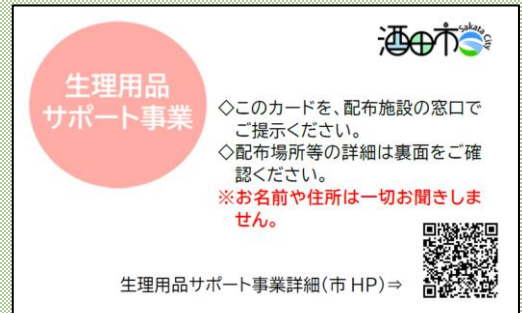 酒田市 Sakata City
生理用品
サポート事業
◇このカードを、配布施設の窓口で
ご提示ください。
◇配布場所等の詳細は裏面をご確
認ください。
※お名前や住所は一切お聞きしま
せん。
生理用品サポート事業詳細(市 HP)⇒